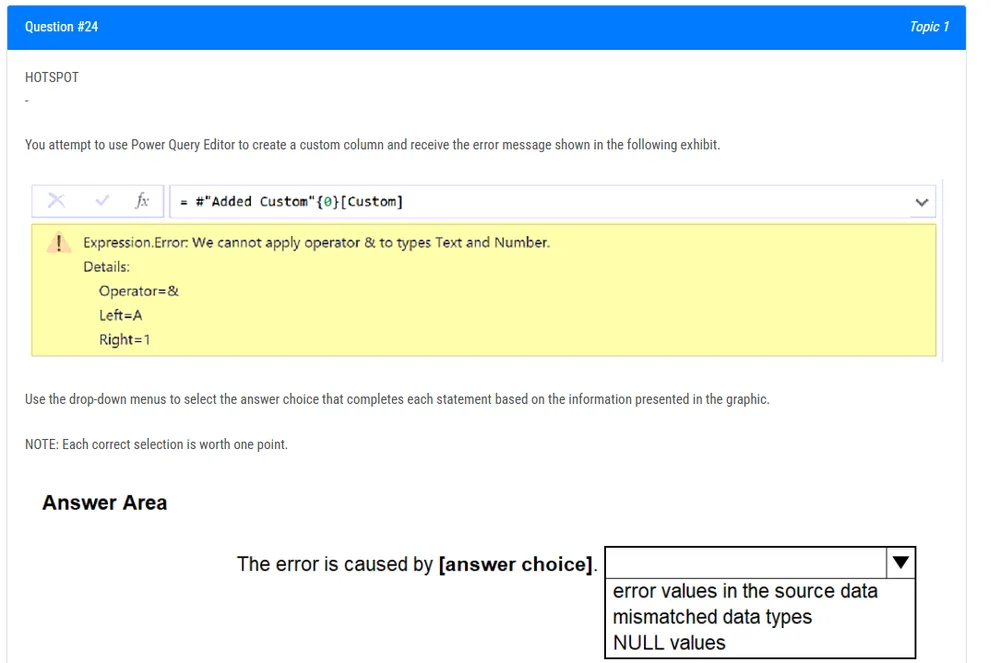 Question #24
Topic 1
HOTSPOT
-
You attempt to use Power Query Editor to create a custom column and receive the error message shown in the following exhibit.
fx
= #"Added Custom"{0}[Custom]
Expression.Error: We cannot apply operator & to types Text and Number.
Details:
Operator=&
Left=A
Right=1
Use the drop-down menus to select the answer choice that completes each statement based on the information presented in the graphic.
NOTE: Each correct selection is worth one point.
Answer Area
The error is caused by [answer choice].
error values in the source data
mismatched data types
NULL values